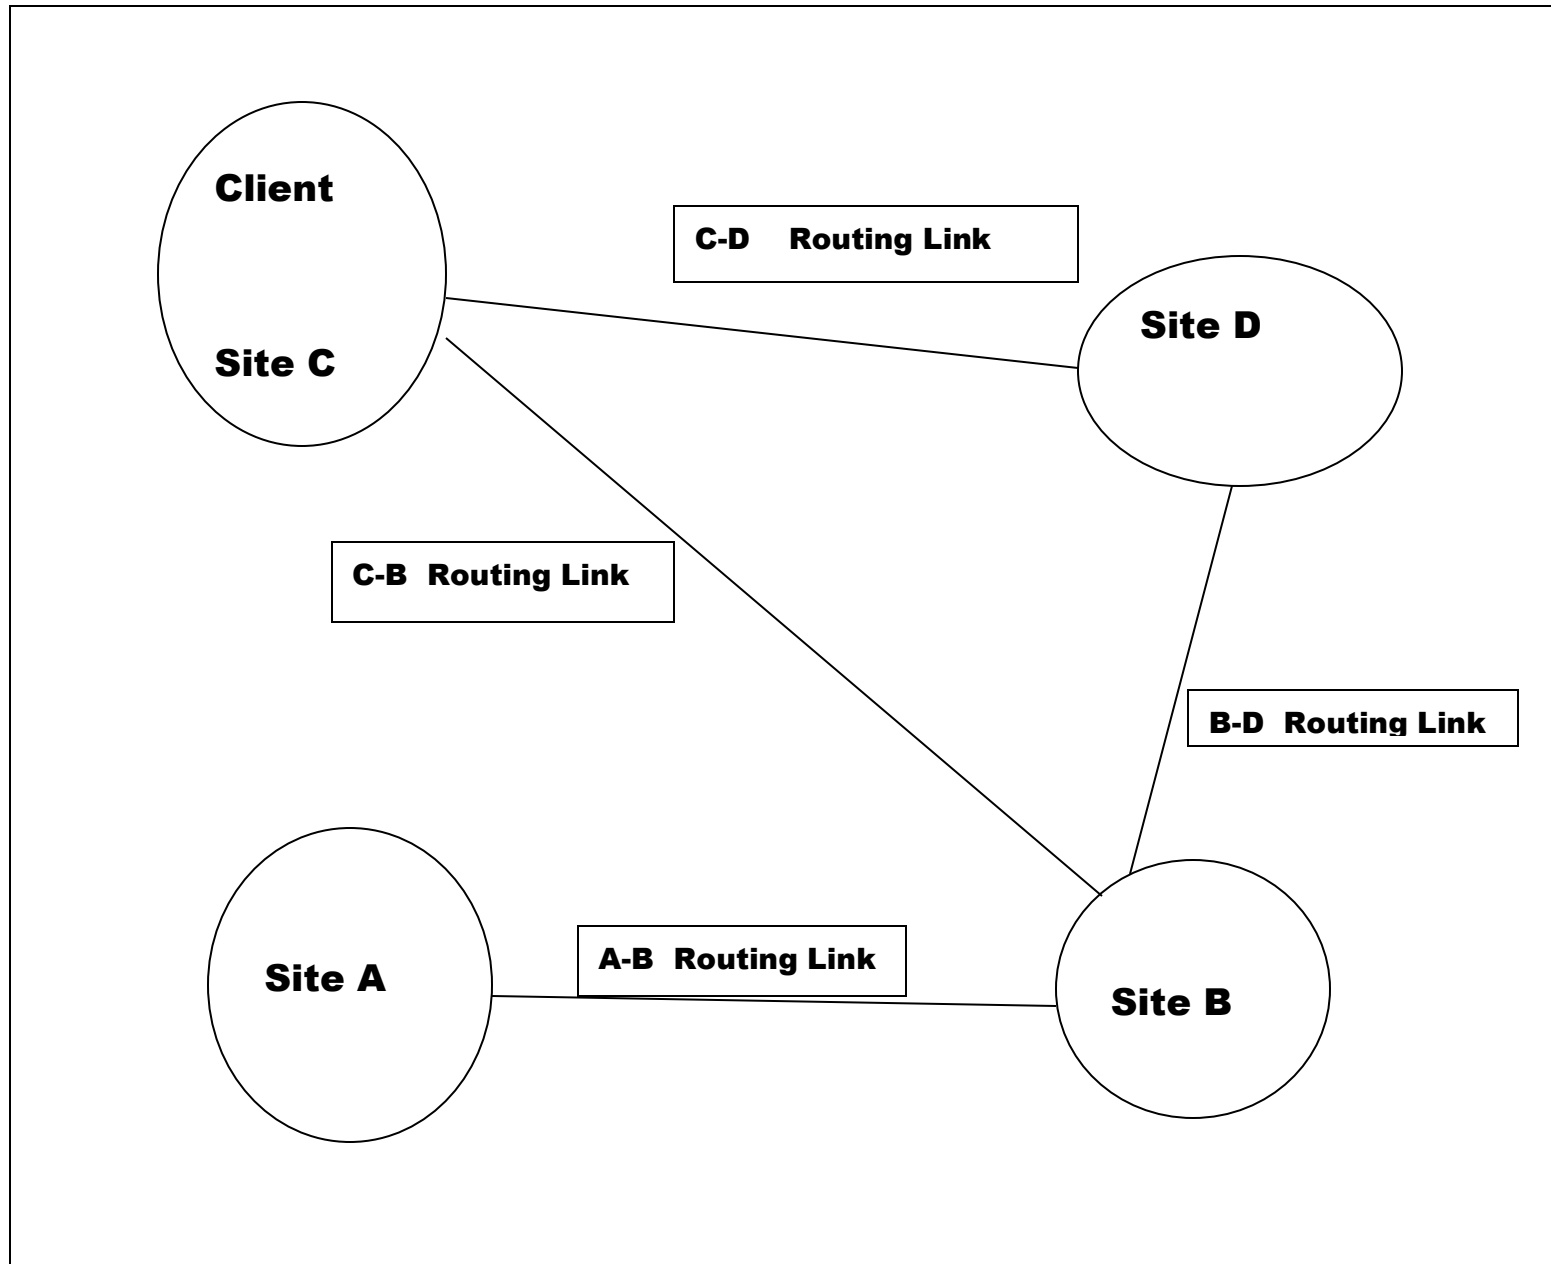 Client
Site C
C-D    Routing Link
Site D
C-B  Routing Link
B-D  Routing Link
A-B  Routing Link
Site A
Site B